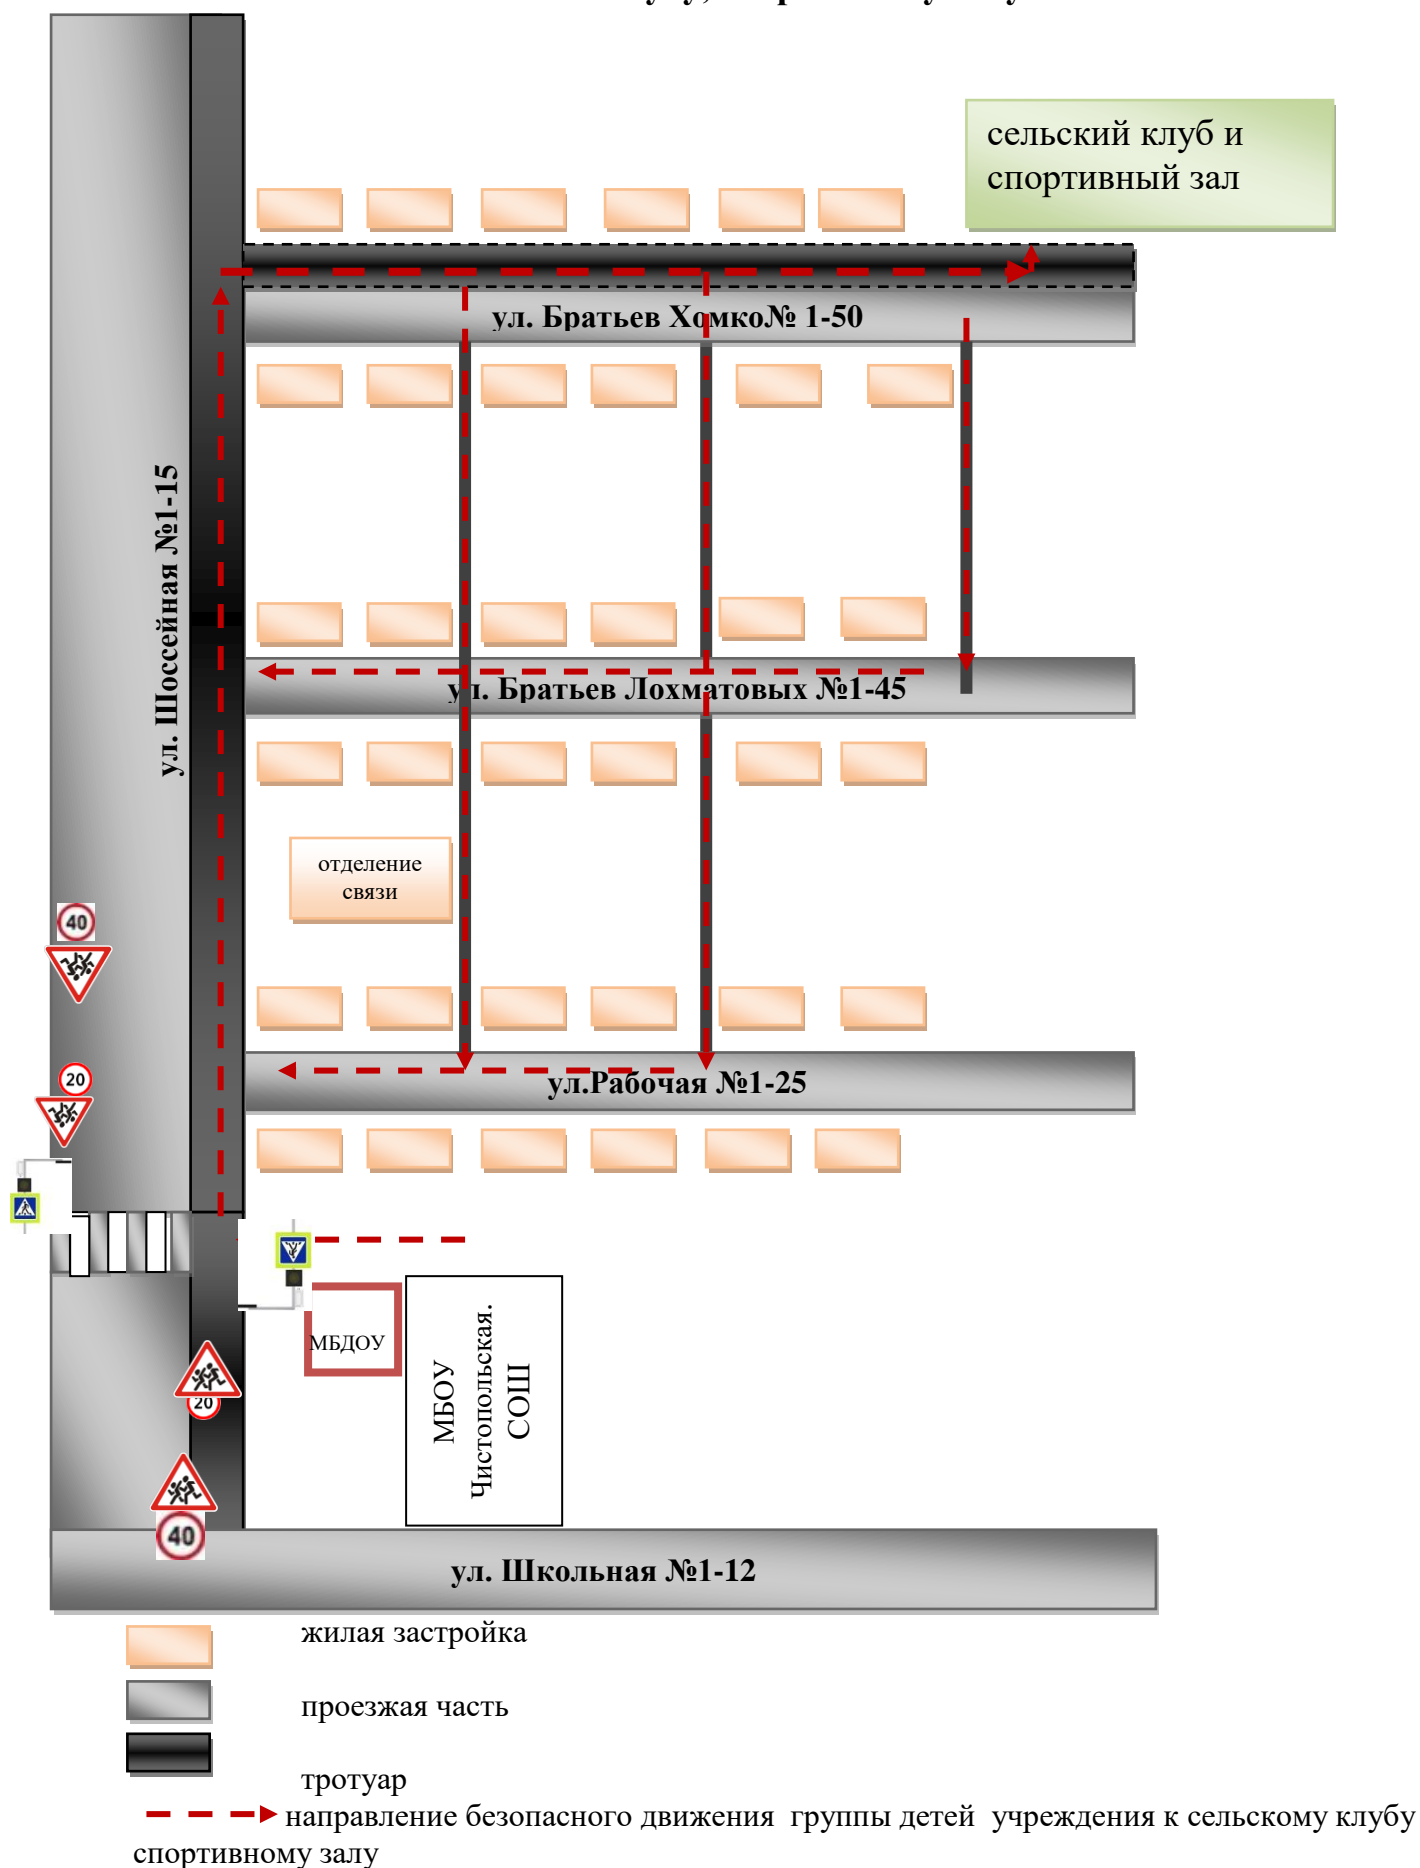 сельский клуб и
спортивный зал
ул. Братьев Хомко№ 1-50
ул. Шоссейная №1-15
ул. Братьев Лохматовых №1-45
отделение
связи
40
20
ул.Рабочая №1-25
МБДОУ
МБОУ
Чистопольская.
СОШ
20
40
ул. Школьная №1-12
жилая застройка
проезжая часть
тротуар
направление безопасного движения группы детей учреждения к сельскому клубу
спортивному залу